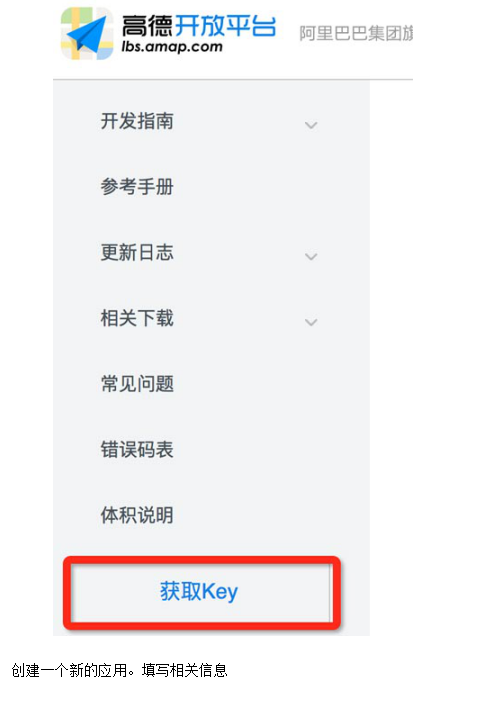 高德开放平台
阿里巴巴集团旗
lbs.amap.com
开发指南
参考手册
更新日志
相关下载
常见问题
错误码表
体积说明
获取Key
创建一个新的应用。填写相关信息